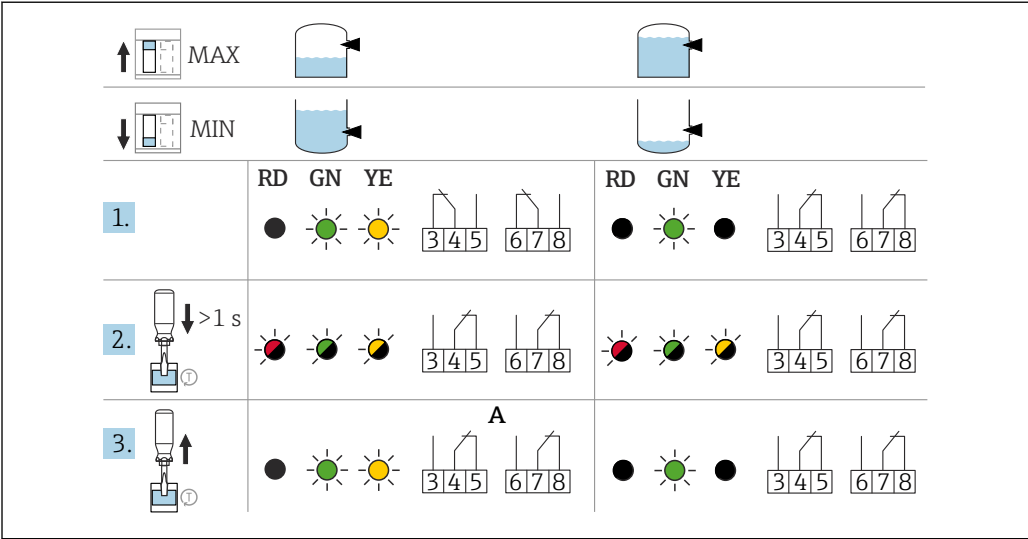 MAX
MIN
RD GN YE RD GN YE
1. 3 4 5 6 7 8 3 4 5 6 7 8
2. >1 s 3 4 5 6 7 8 3 4 5 6 7 8
T
A
3. 3 4 5 6 7 8 3 4 5 6 7 8
T